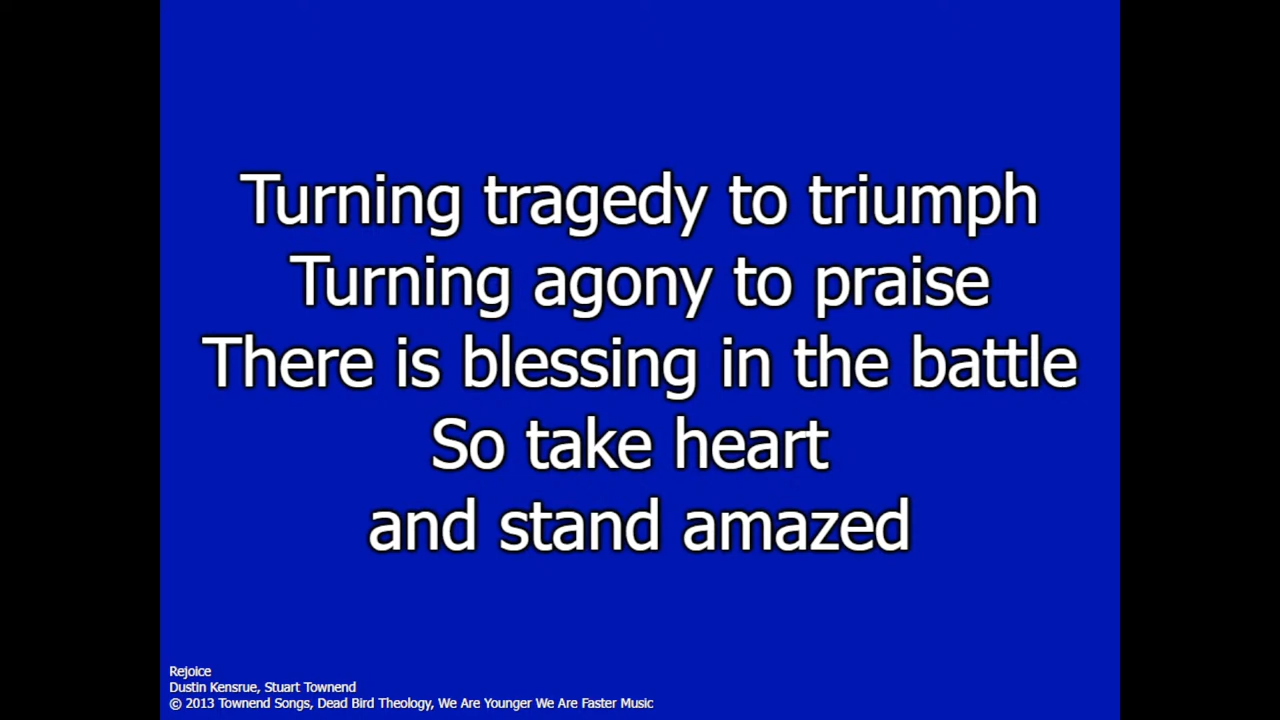 Turning tragedy to triumph
Turning agony to praise
There is blessing in the battle
So take heart
and stand amazed
Rejoice
Dustin Kensrue, Stuart Townend
© 2013 Townend Songs, Dead Bird Theology, We Are Younger We Are Faster Music